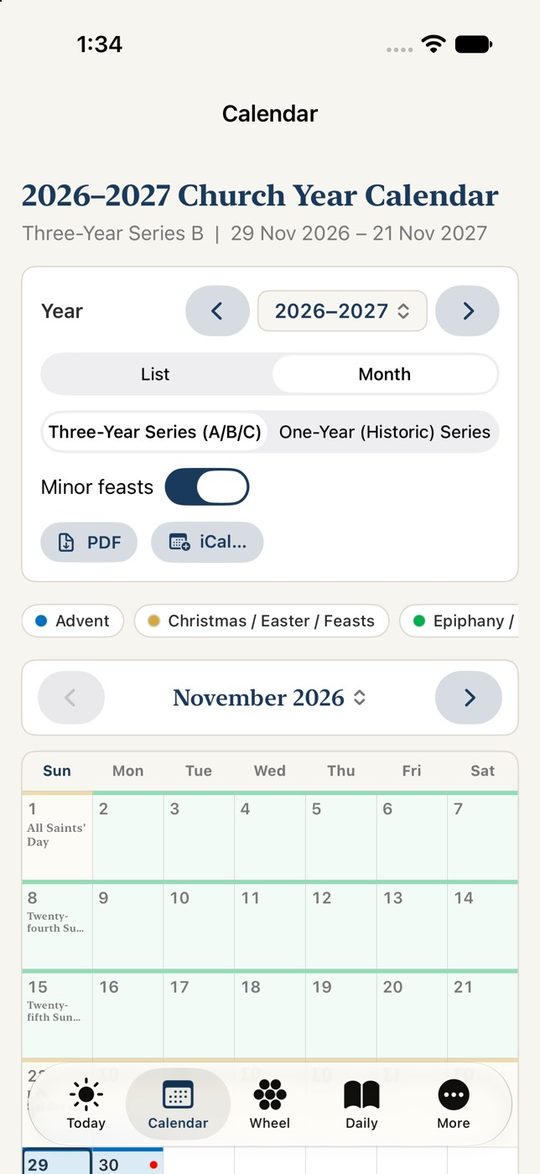 1:34
Calendar
2026–2027 Church Year Calendar
Three-Year Series B | 29 Nov 2026 – 21 Nov 2027
Year
2026–2027
List Month
Three-Year Series (A/B/C) One-Year (Historic) Series
Minor feasts
PDF iCal...
Advent Christmas / Easter / Feasts Epiphany /
November 2026
Sun Mon Tue Wed Thu Fri Sat
1 2 3 4 5 6 7
All Saints'
Day
8 9 10 11 12 13 14
Twenty-
fourth Su...
15 16 17 18 19 20 21
Twenty-
fifth Sun...
Today Calendar Wheel Daily More
29 30